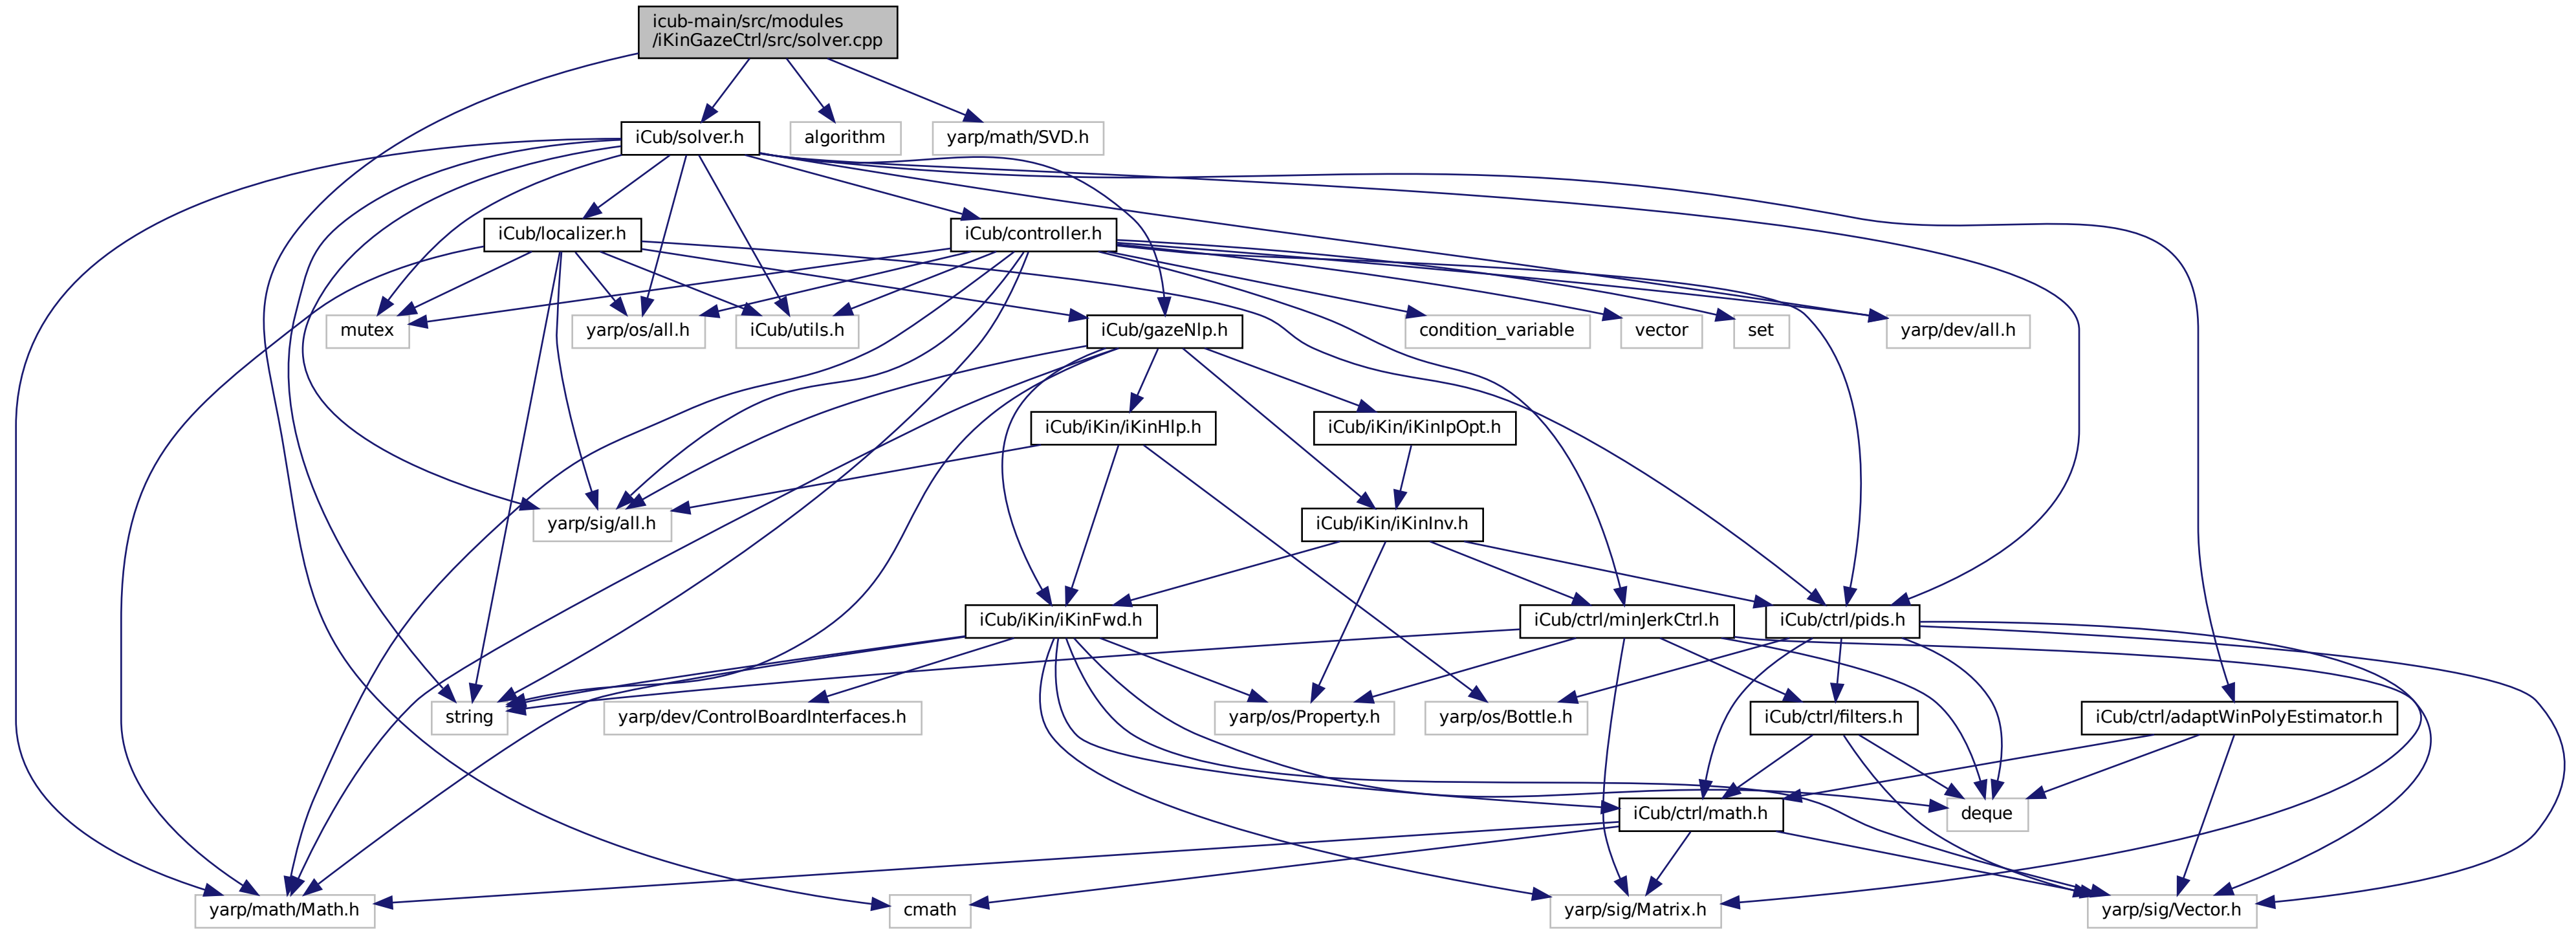 icub-main/src/modules
/iKinGazeCtrl/src/solver.cpp
iCub/solver.h
algorithm
yarp/math/SVD.h
iCub/localizer.h
iCub/controller.h
mutex
yarp/os/all.h
iCub/utils.h
iCub/gazeNlp.h
condition_variable
vector
set
yarp/dev/all.h
iCub/iKin/iKinHlp.h
iCub/iKin/iKinIpOpt.h
yarp/sig/all.h
iCub/iKin/iKinInv.h
iCub/iKin/iKinFwd.h
iCub/ctrl/minJerkCtrl.h
iCub/ctrl/pids.h
string
yarp/dev/ControlBoardInterfaces.h
yarp/os/Property.h
yarp/os/Bottle.h
iCub/ctrl/filters.h
iCub/ctrl/adaptWinPolyEstimator.h
iCub/ctrl/math.h
deque
yarp/math/Math.h
cmath
yarp/sig/Matrix.h
yarp/sig/Vector.h